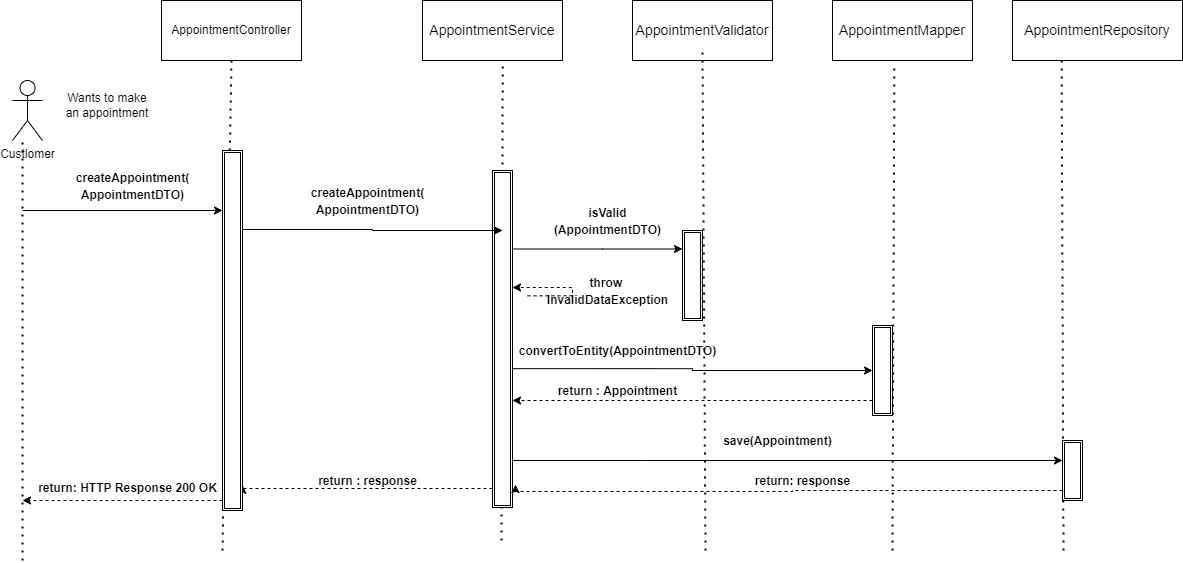 AppointmentController
AppointmentService
AppointmentValidator
AppointmentMapper
AppointmentRepository
Wants to make
an appointment
Customer
createAppointment(
AppointmentDTO)
createAppointment(
AppointmentDTO)
isValid
(AppointmentDTO)
throw
InvalidDataException
convertToEntity(AppointmentDTO)
return : Appointment
save(Appointment)
return: HTTP Response 200 OK
return : response
return: response